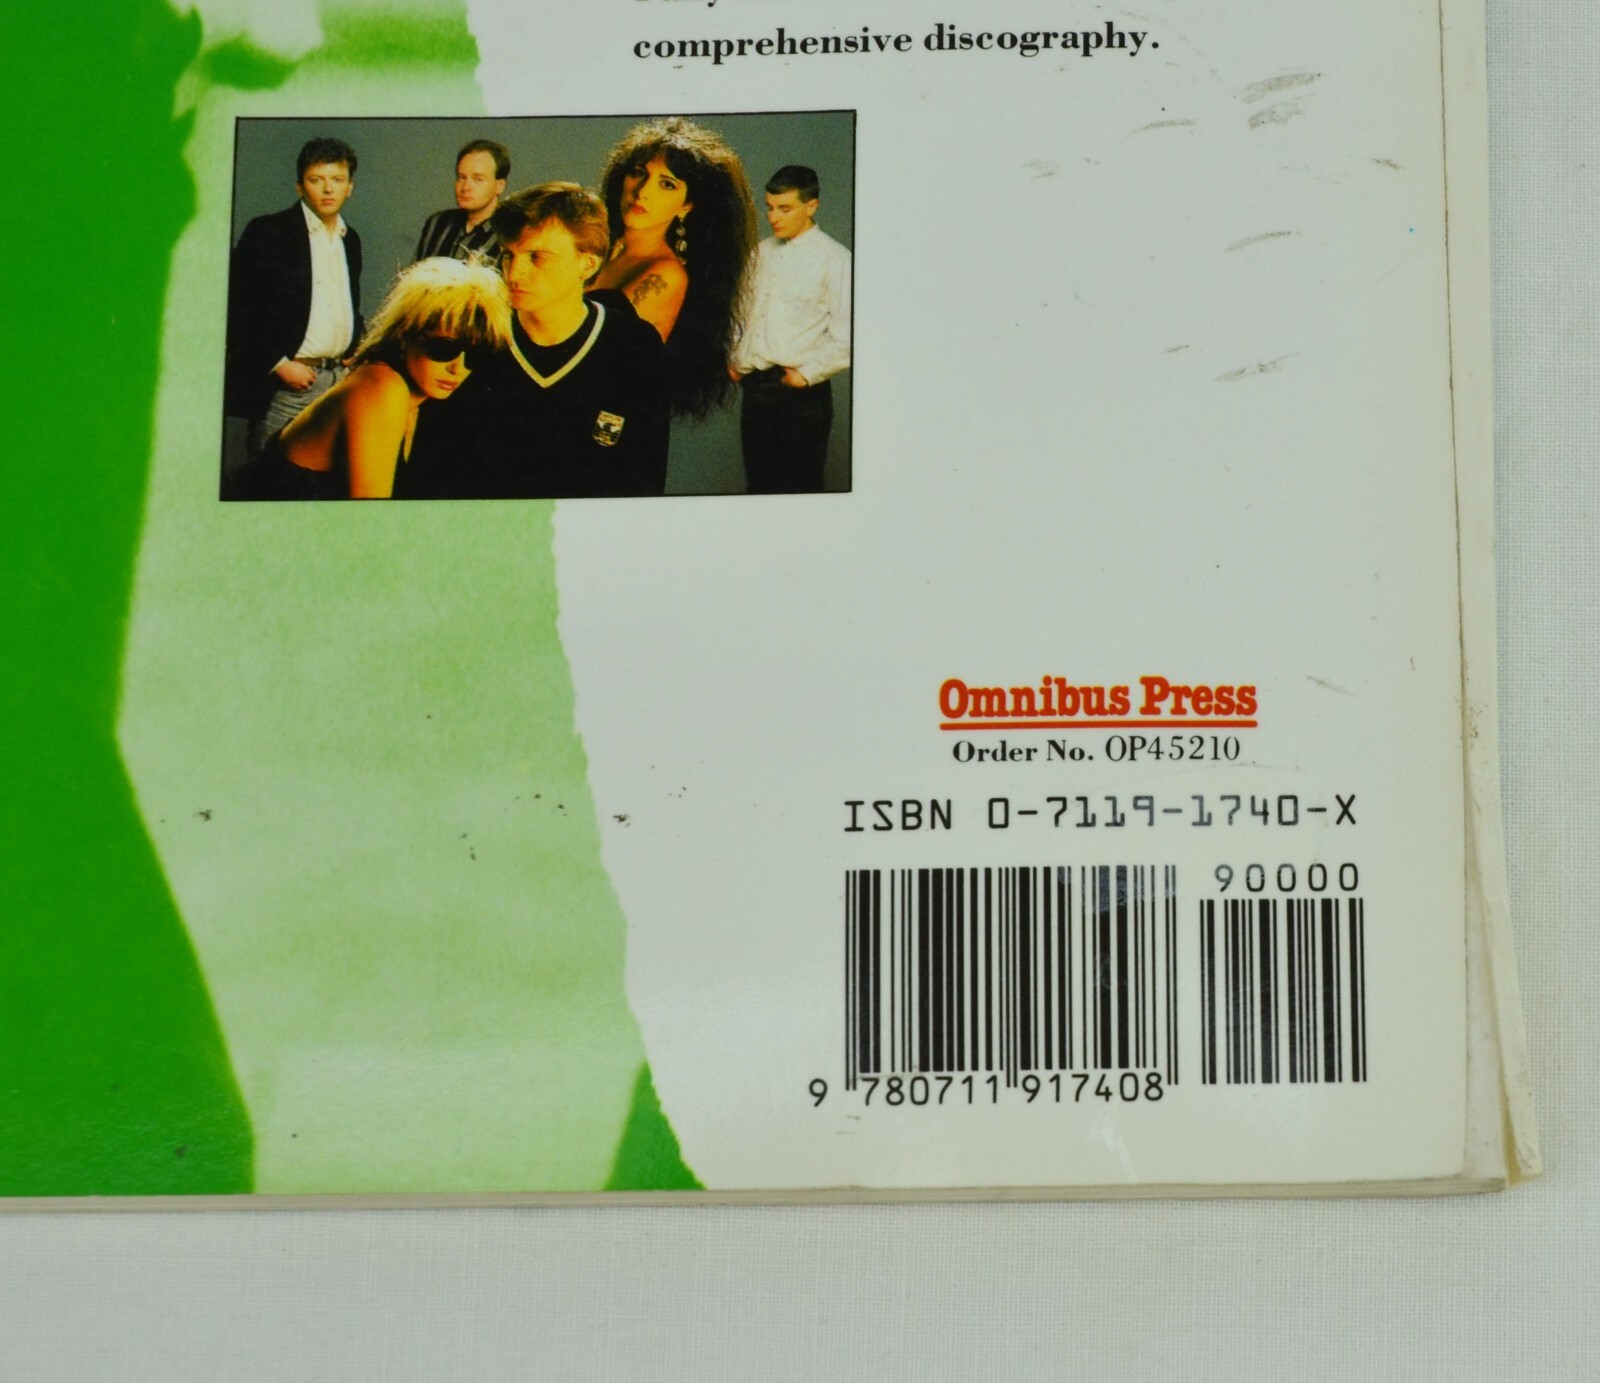 comprehensive discography.
Omnibus Press
Order No. OP45210
ISBN 0-7119-1740-X
90000
9 780711 917408